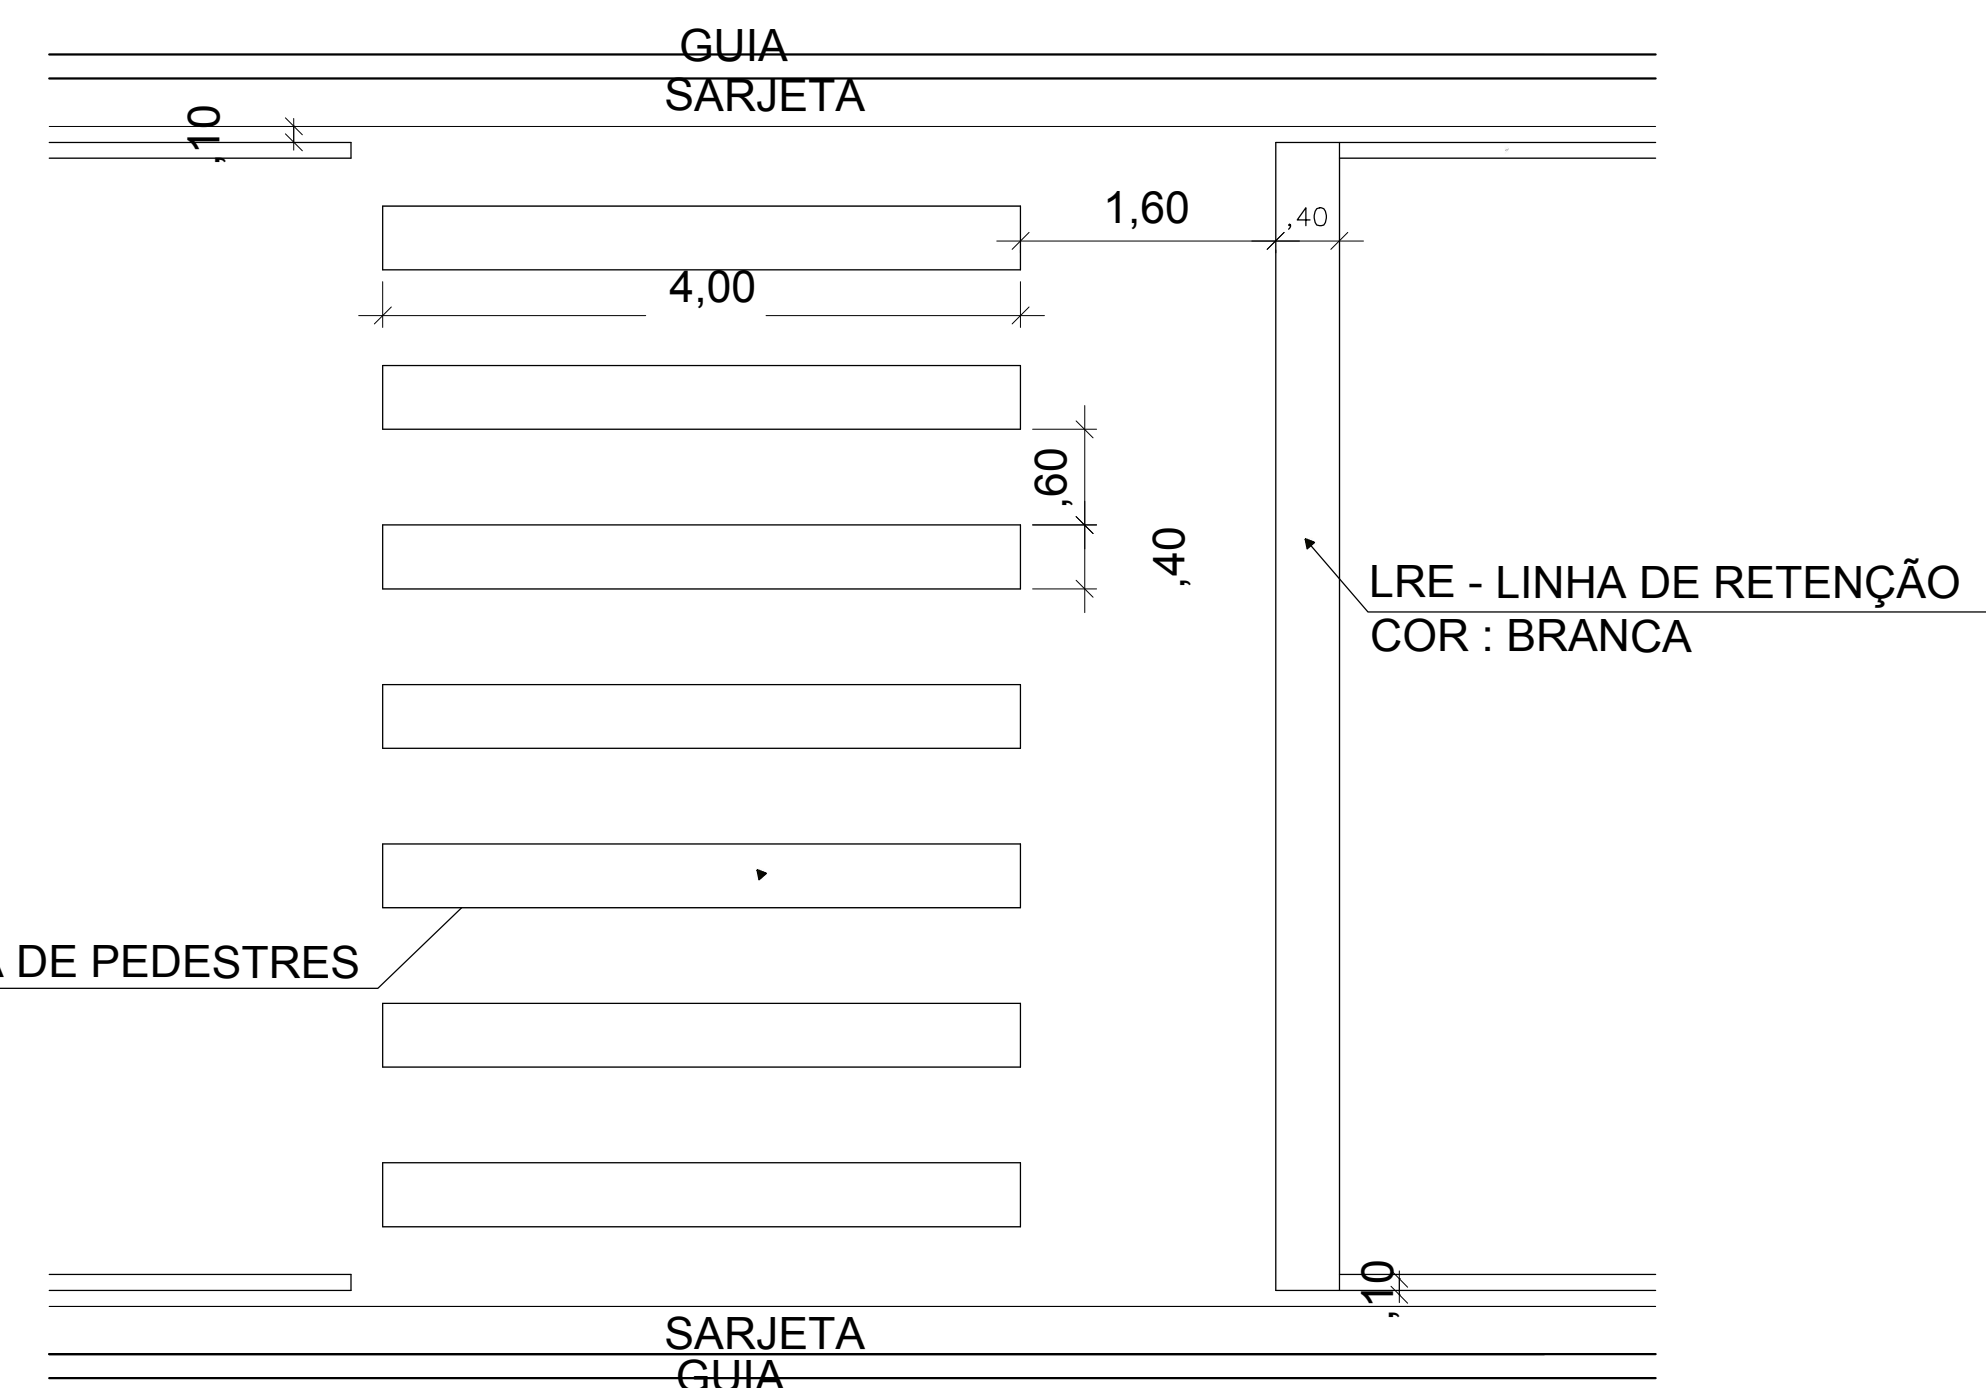 GUIA
SARJETA
,10
1,60
,40
4,00
,60
,40
LRE - LINHA DE RETENÇÃO
COR : BRANCA
DE PEDESTRES
,10
SARJETA
GUIA